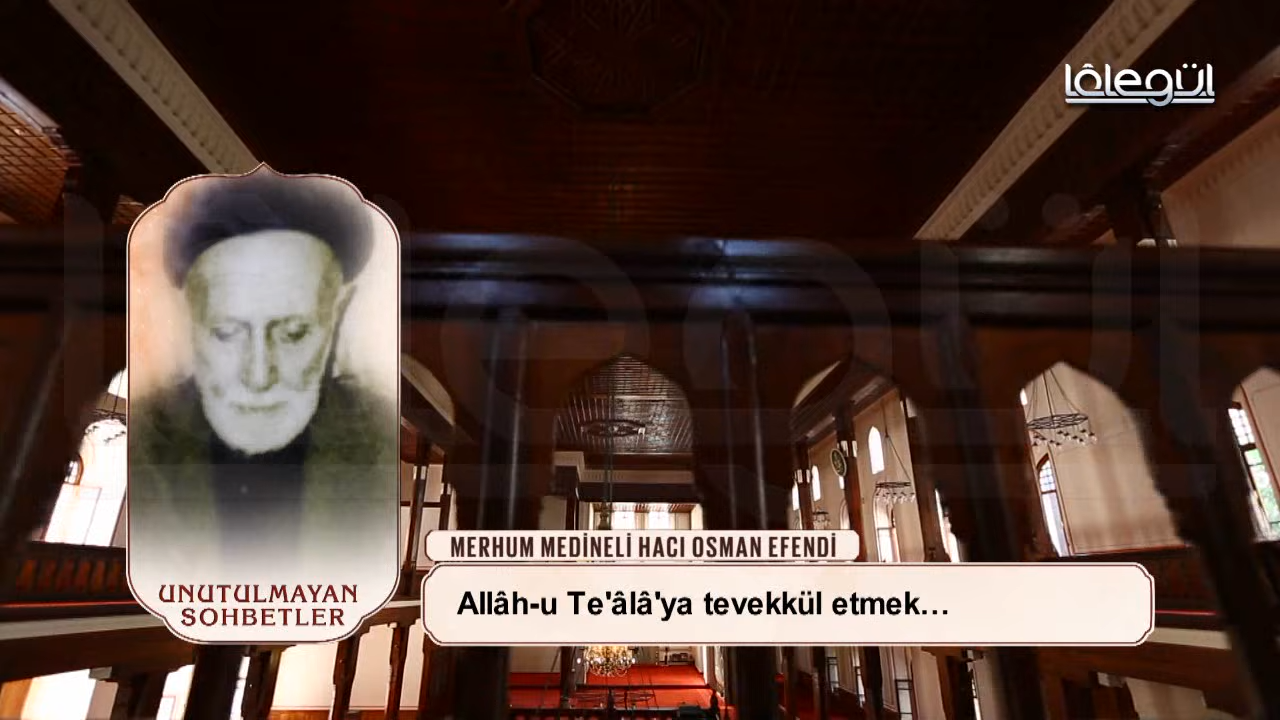 lâlegül
MERHUM MEDİNELİ HACI OSMAN EFENDİ
Allâh-u Te'âlâ'ya tevekkül etmek…
UNUTULMAYAN
SOHBETLER